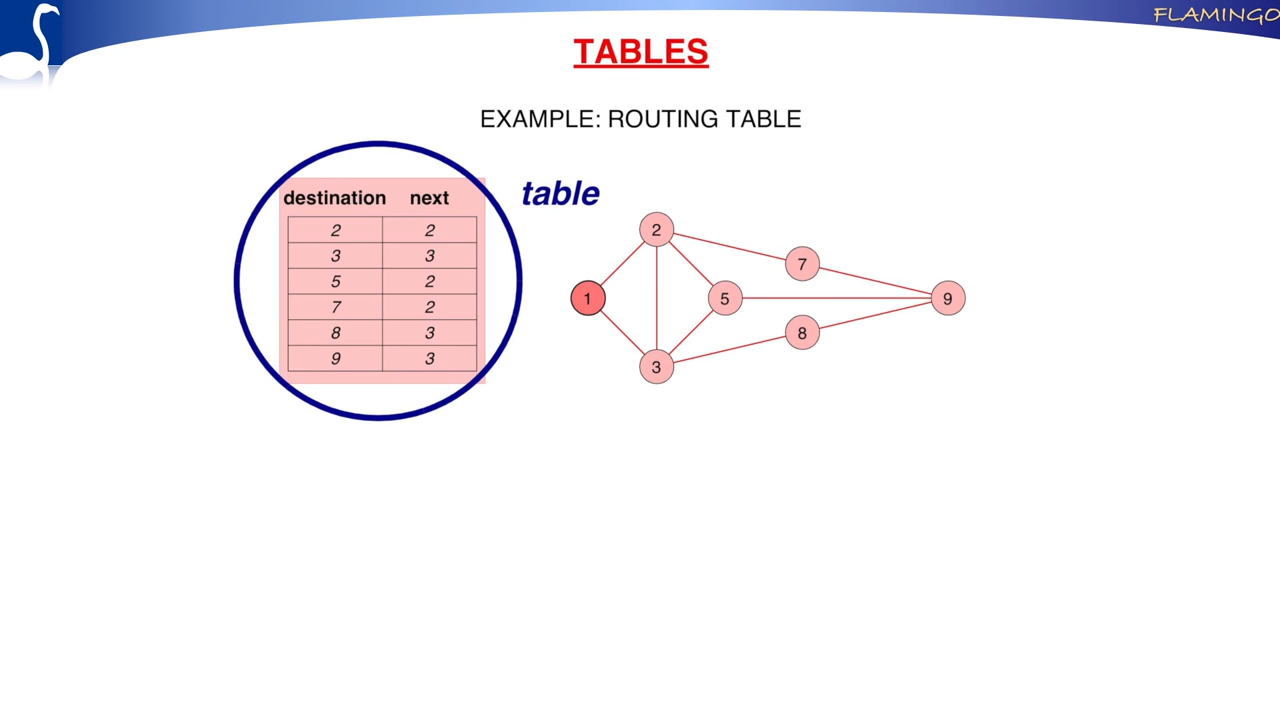 FLAMINGO
TABLES
EXAMPLE: ROUTING TABLE
destination next
2 2
3 3
5 2
7 2
8 3
9 3
table
2
7
1
5
9
8
3